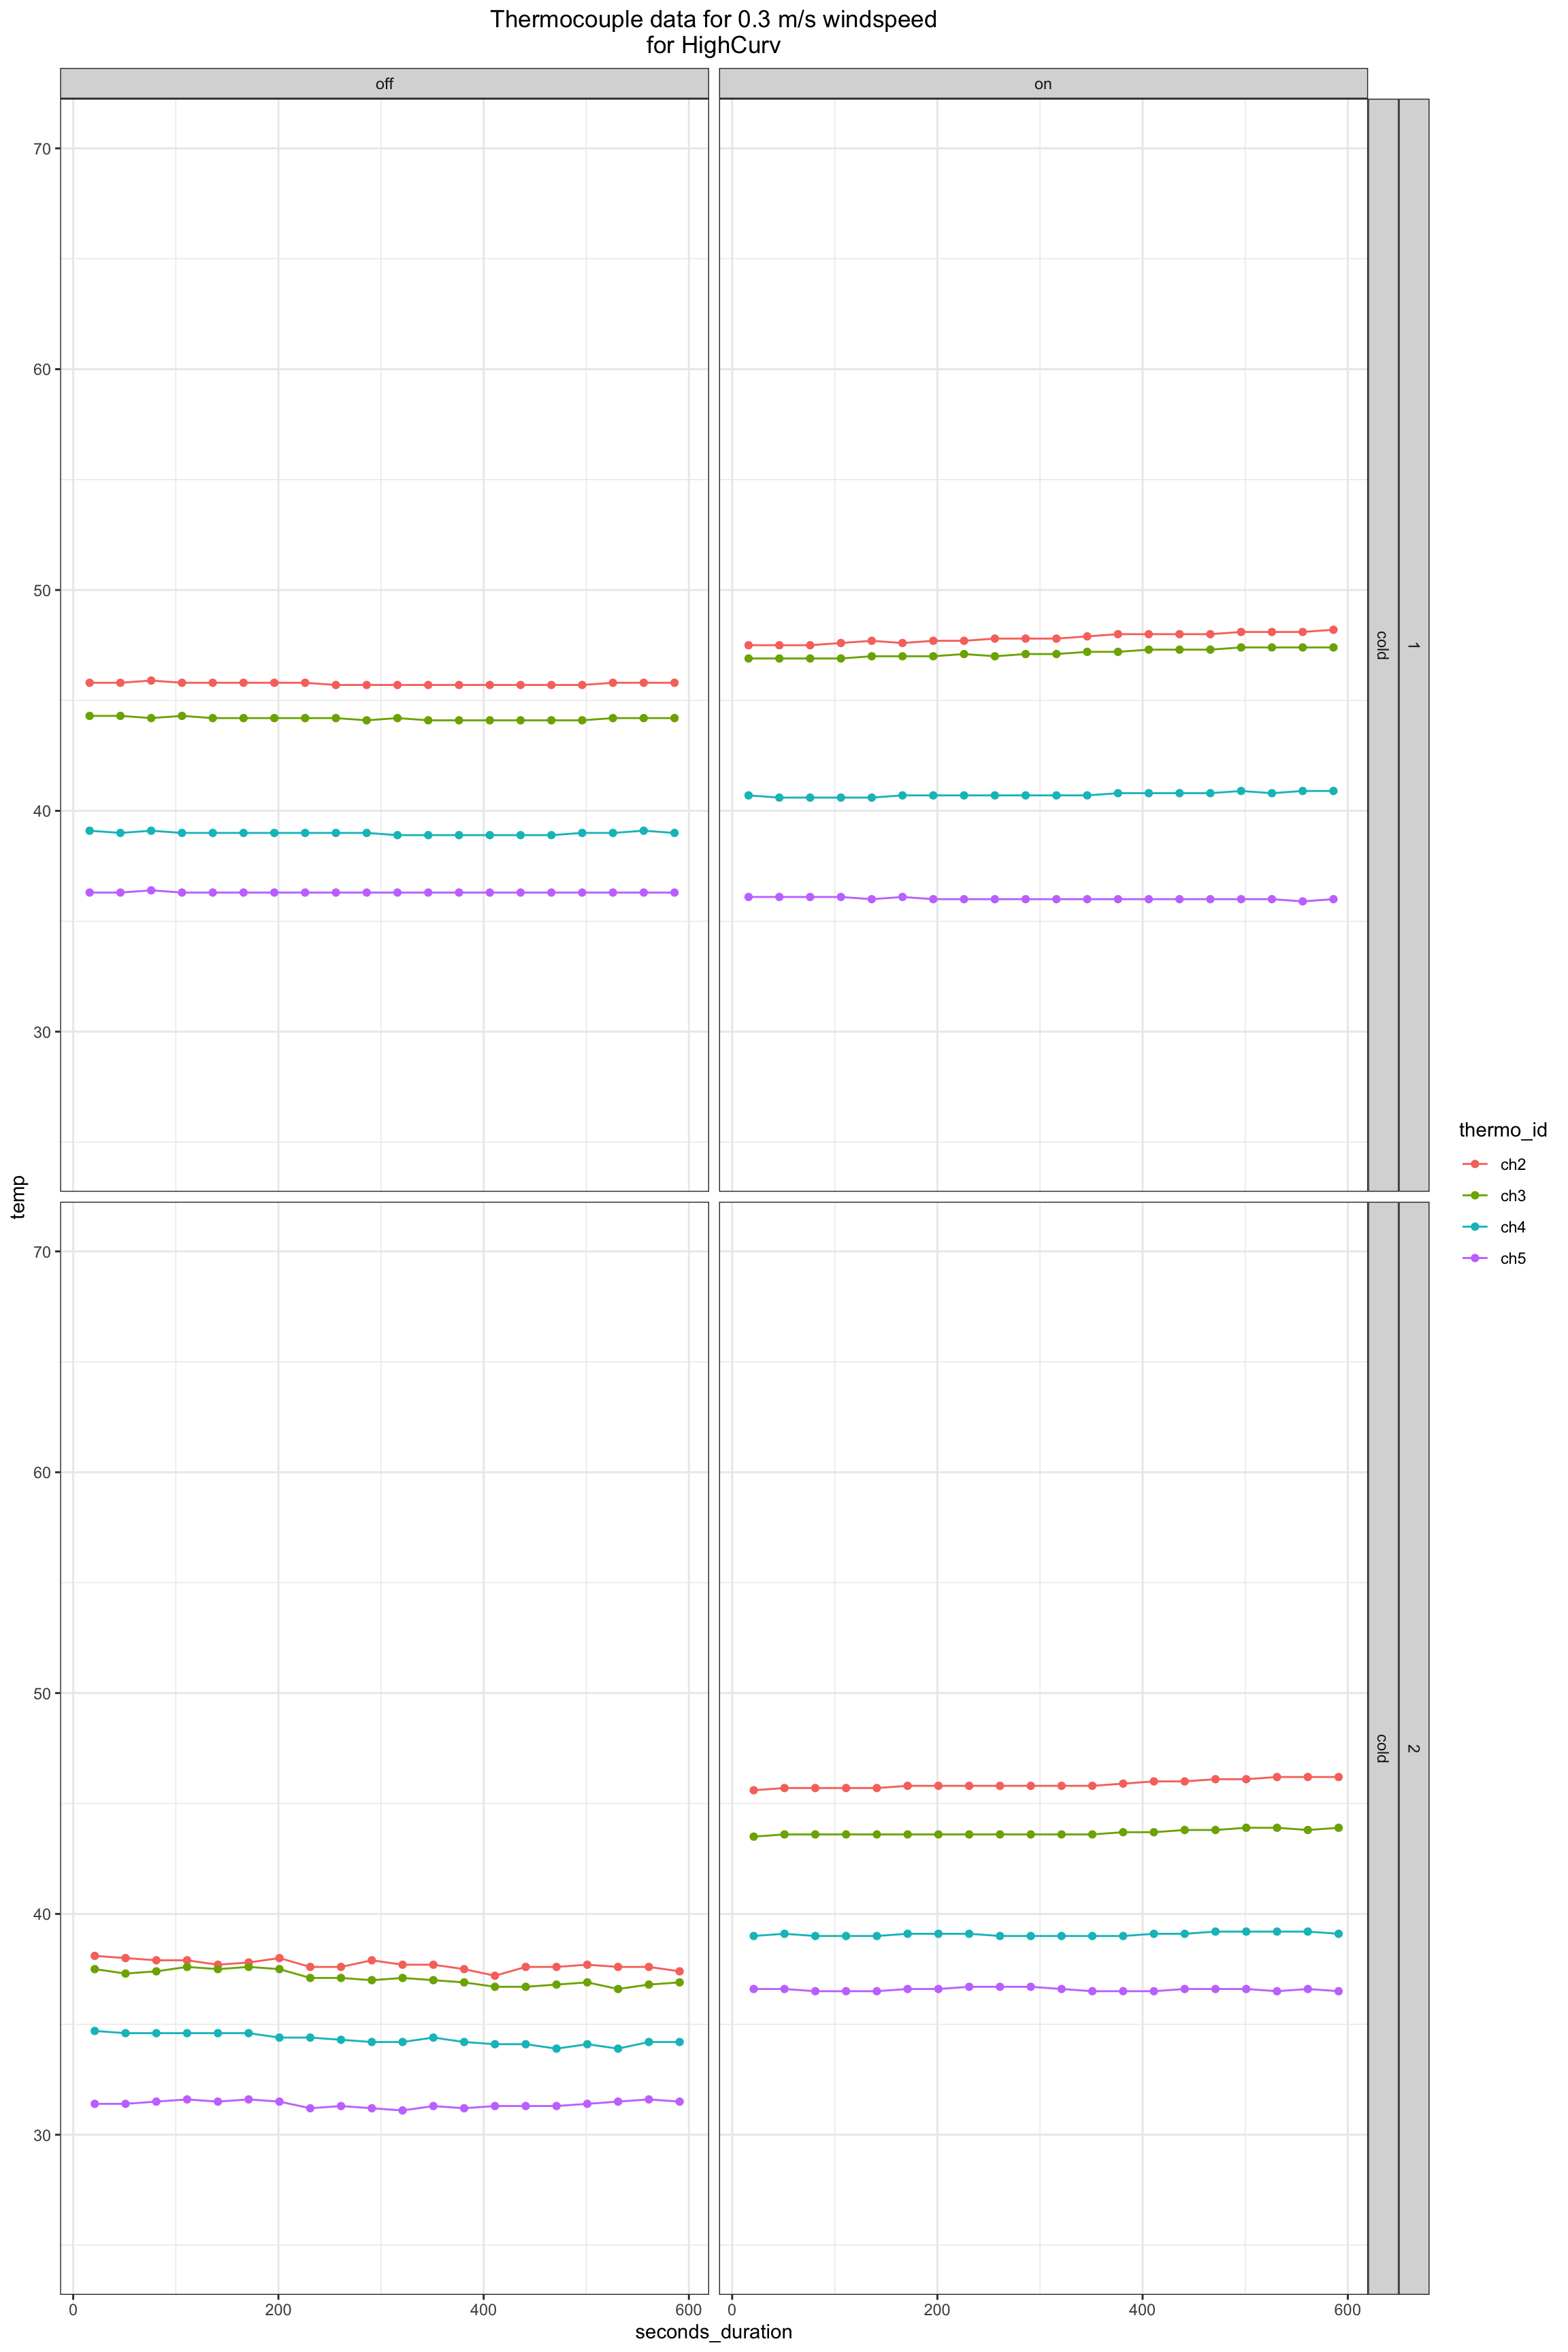 Thermocouple data for 0.3 m/s windspeed
for HighCurv
off
on
70
60
50
40
30
cold
1
temp
70
60
50
40
30
cold
2
0
200
400
600
0
200
400
600
seconds_duration
thermo_id
ch2
ch3
ch4
ch5